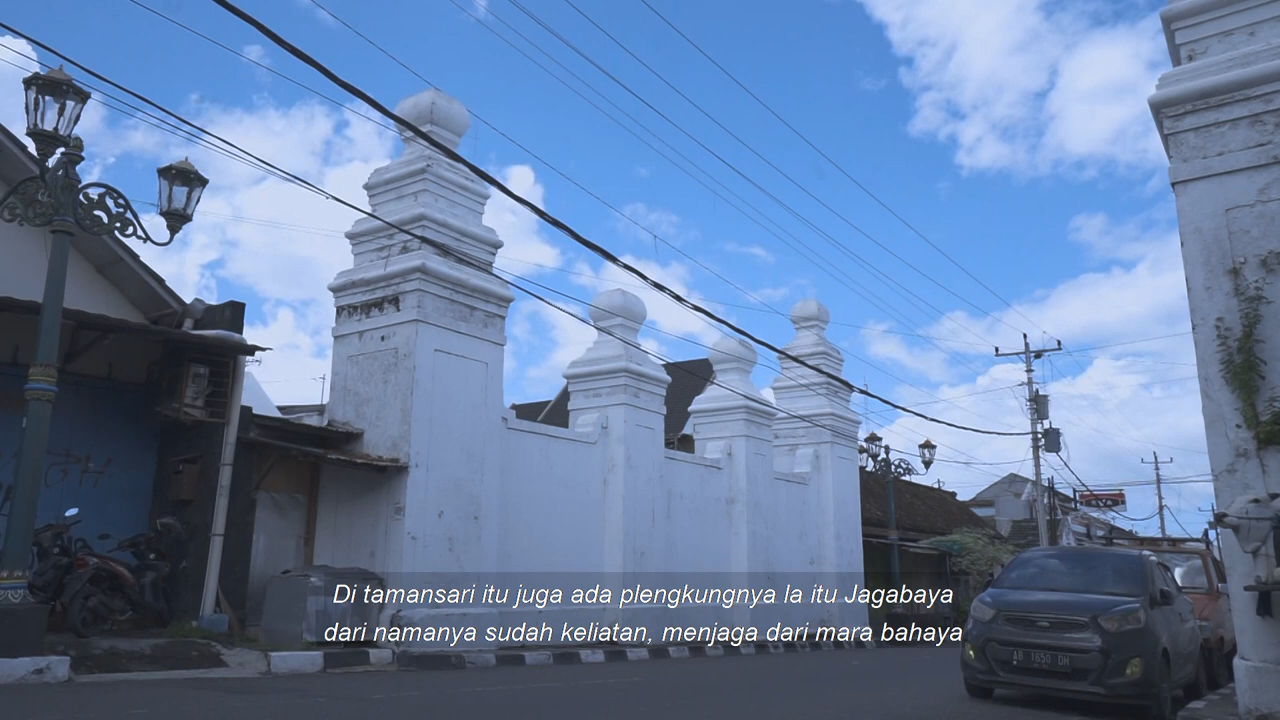 Di tamansari itu juga ada plengkungnya Ia itu Jagabaya
dari namanya sudah keliatan, menjaga dari mara bahaya
AB 1650 DH